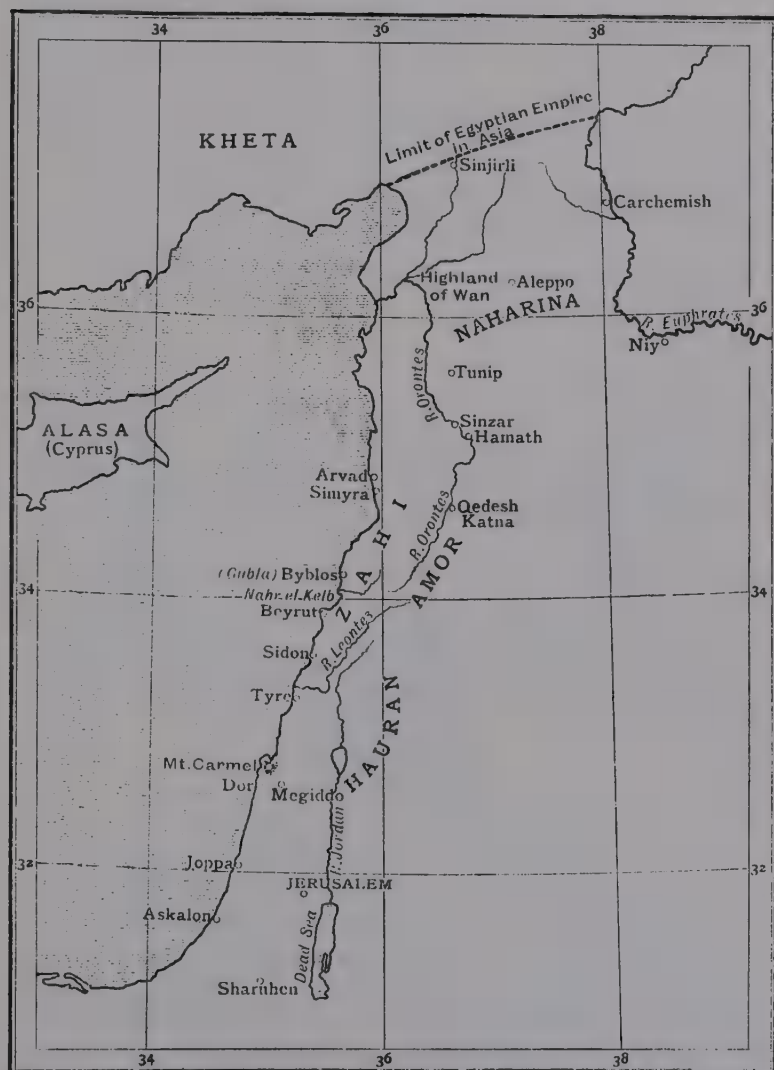 34 36 38
KHETA
Limit of Egyptian Empire
in Asia
Sinjirli
Carchemish
Highland
of Wan
Aleppo
36
NAHARINA
R. Euphrates
36
Niy
R. Orontes
Tunip
Sinzar
Hamath
ALASA
(Cyprus)
Arvad
Simyra
ZAHI
R. Orontes
Qedesh
Katna
AMOR
(Gubla) Byblos
34
34
Nahr el Kelb
Beyrut
R. Leontes
Sidon
Tyre
HAURAN
Mt. Carmel
Dor
Megiddo
R. Jordan
32
Joppa
32
JERUSALEM
Askalon
Dead Sea
Sharuhen
34 36 38